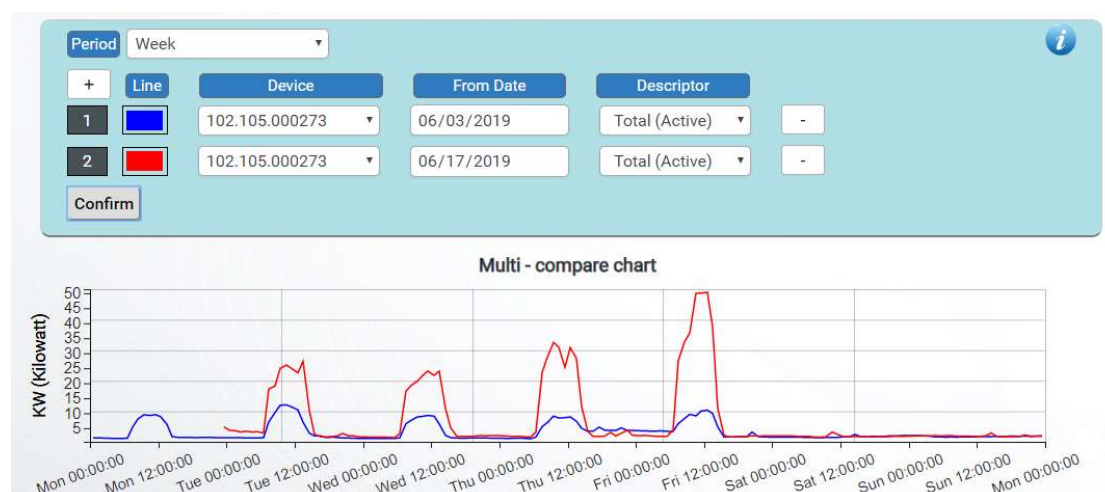 Period Week
+ Line Device From Date Descriptor
1 102.105.000273 06/03/2019 Total (Active) -
2 102.105.000273 06/17/2019 Total (Active) -
Confirm
i
Multi - compare chart
KW (Kilowatt)
50
45
40
35
30
25
20
15
10
5
Mon 00:00:00 Mon 12:00:00 Tue 00:00:00 Tue 12:00:00 Wed 00:00:00 Wed 12:00:00 Thu 00:00:00 Thu 12:00:00 Fri 00:00:00 Fri 12:00:00 Sat 00:00:00 Sat 12:00:00 Sun 00:00:00 Sun 12:00:00 Mon 00:00:00